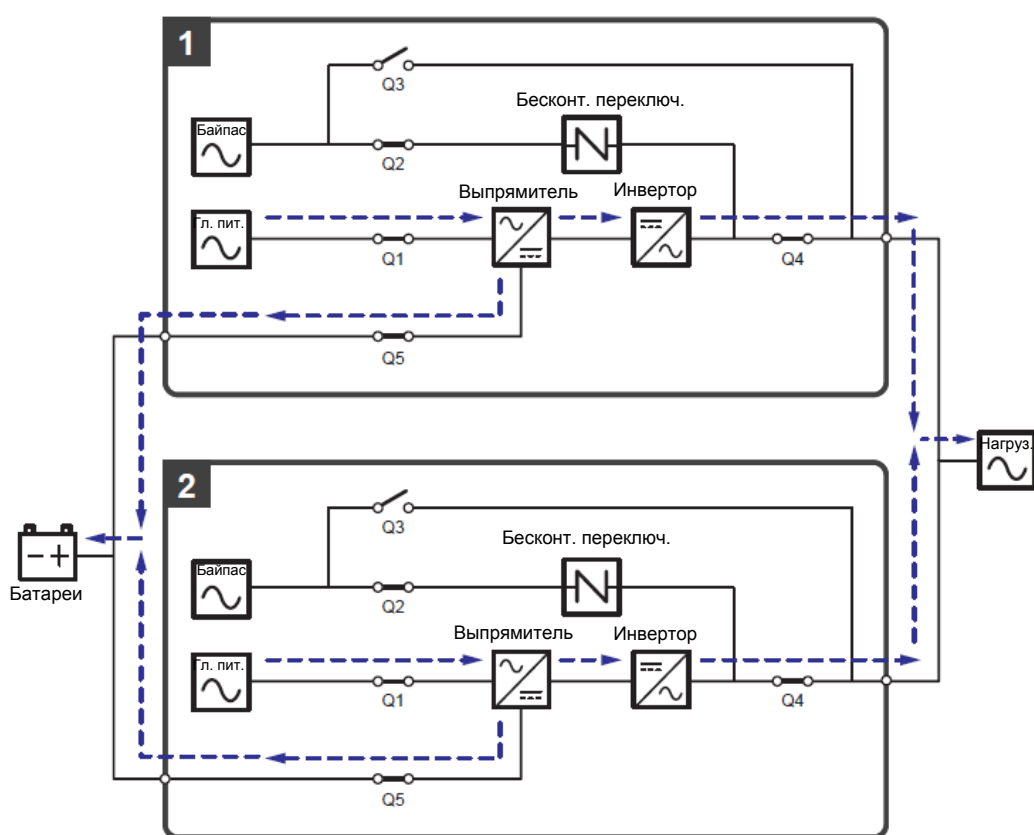 1
Q3
Бесконт. переключ.
Байпас
Q2
Выпрямитель
Инвертор
Гл. пит.
Q1
Q4
Q5
Нагруз.
2
Q3
Бесконт. переключ.
Байпас
Q2
Батареи
Выпрямитель
Инвертор
Гл. пит.
Q1
Q4
Q5